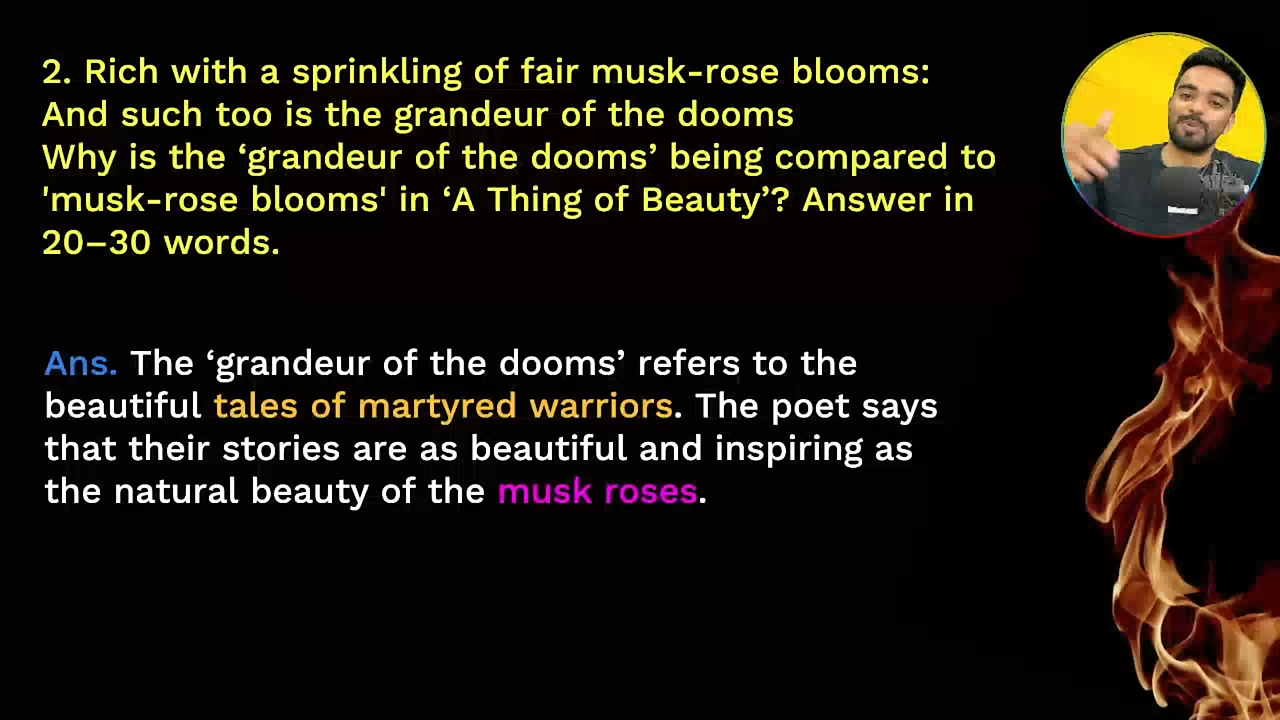 2. Rich with a sprinkling of fair musk-rose blooms:
And such too is the grandeur of the dooms
Why is the ‘grandeur of the dooms’ being compared to
'musk-rose blooms' in ‘A Thing of Beauty’? Answer in
20–30 words.
Ans. The ‘grandeur of the dooms’ refers to the
beautiful tales of martyred warriors. The poet says
that their stories are as beautiful and inspiring as
the natural beauty of the musk roses.